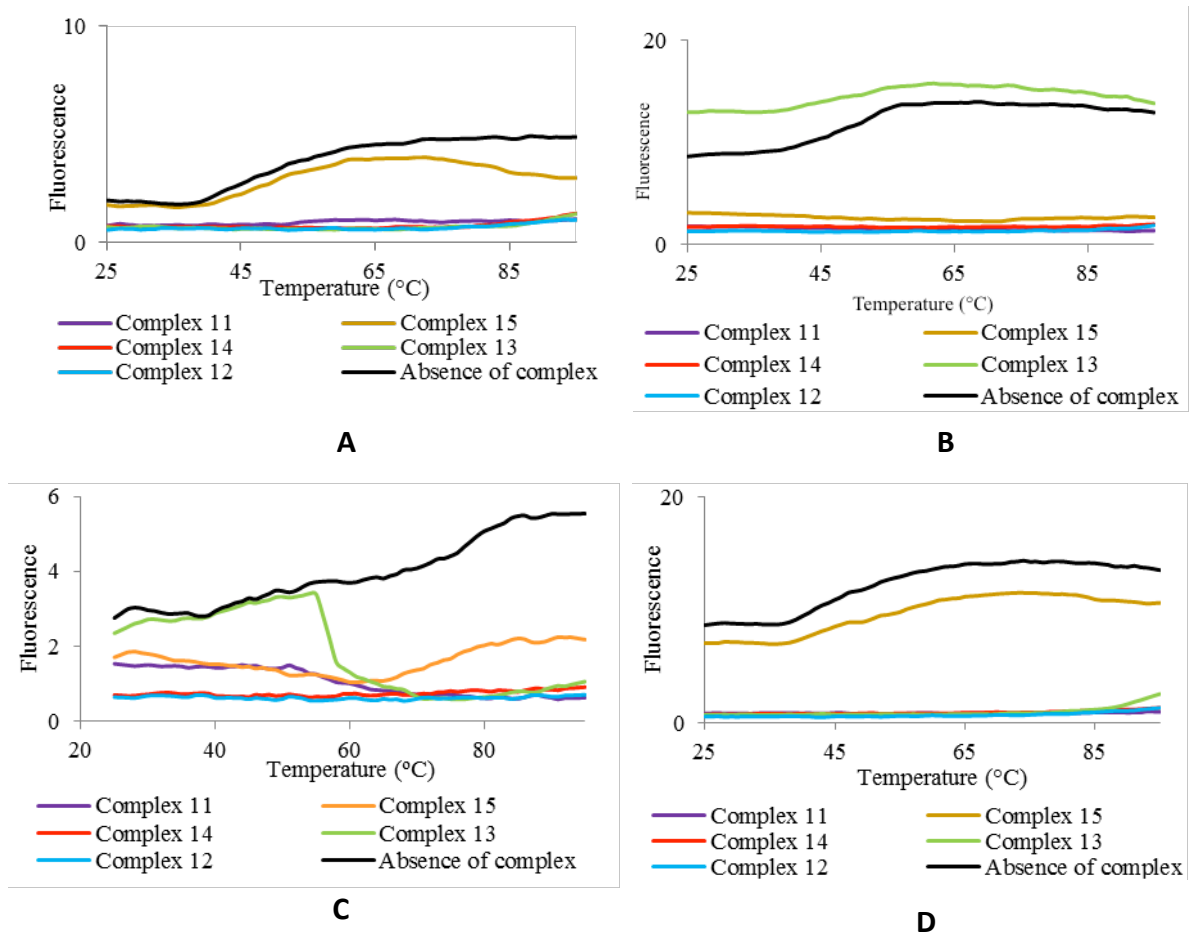 10
Fluorescence
0
25 45 65 85
Temperature (°C)
Complex 11 Complex 15
Complex 14 Complex 13
Complex 12 Absence of complex
A
20
Fluorescence
0
25 45 65 85
Temperature (°C)
Complex 11 Complex 15
Complex 14 Complex 13
Complex 12 Absence of complex
B
6
4
Fluorescence
2
0
20 40 60 80
Temperature (ºC)
Complex 11 Complex 15
Complex 14 Complex 13
Complex 12 Absence of complex
C
20
Fluorescence
0
25 45 65 85
Temperature (°C)
Complex 11 Complex 15
Complex 14 Complex 13
Complex 12 Absence of complex
D